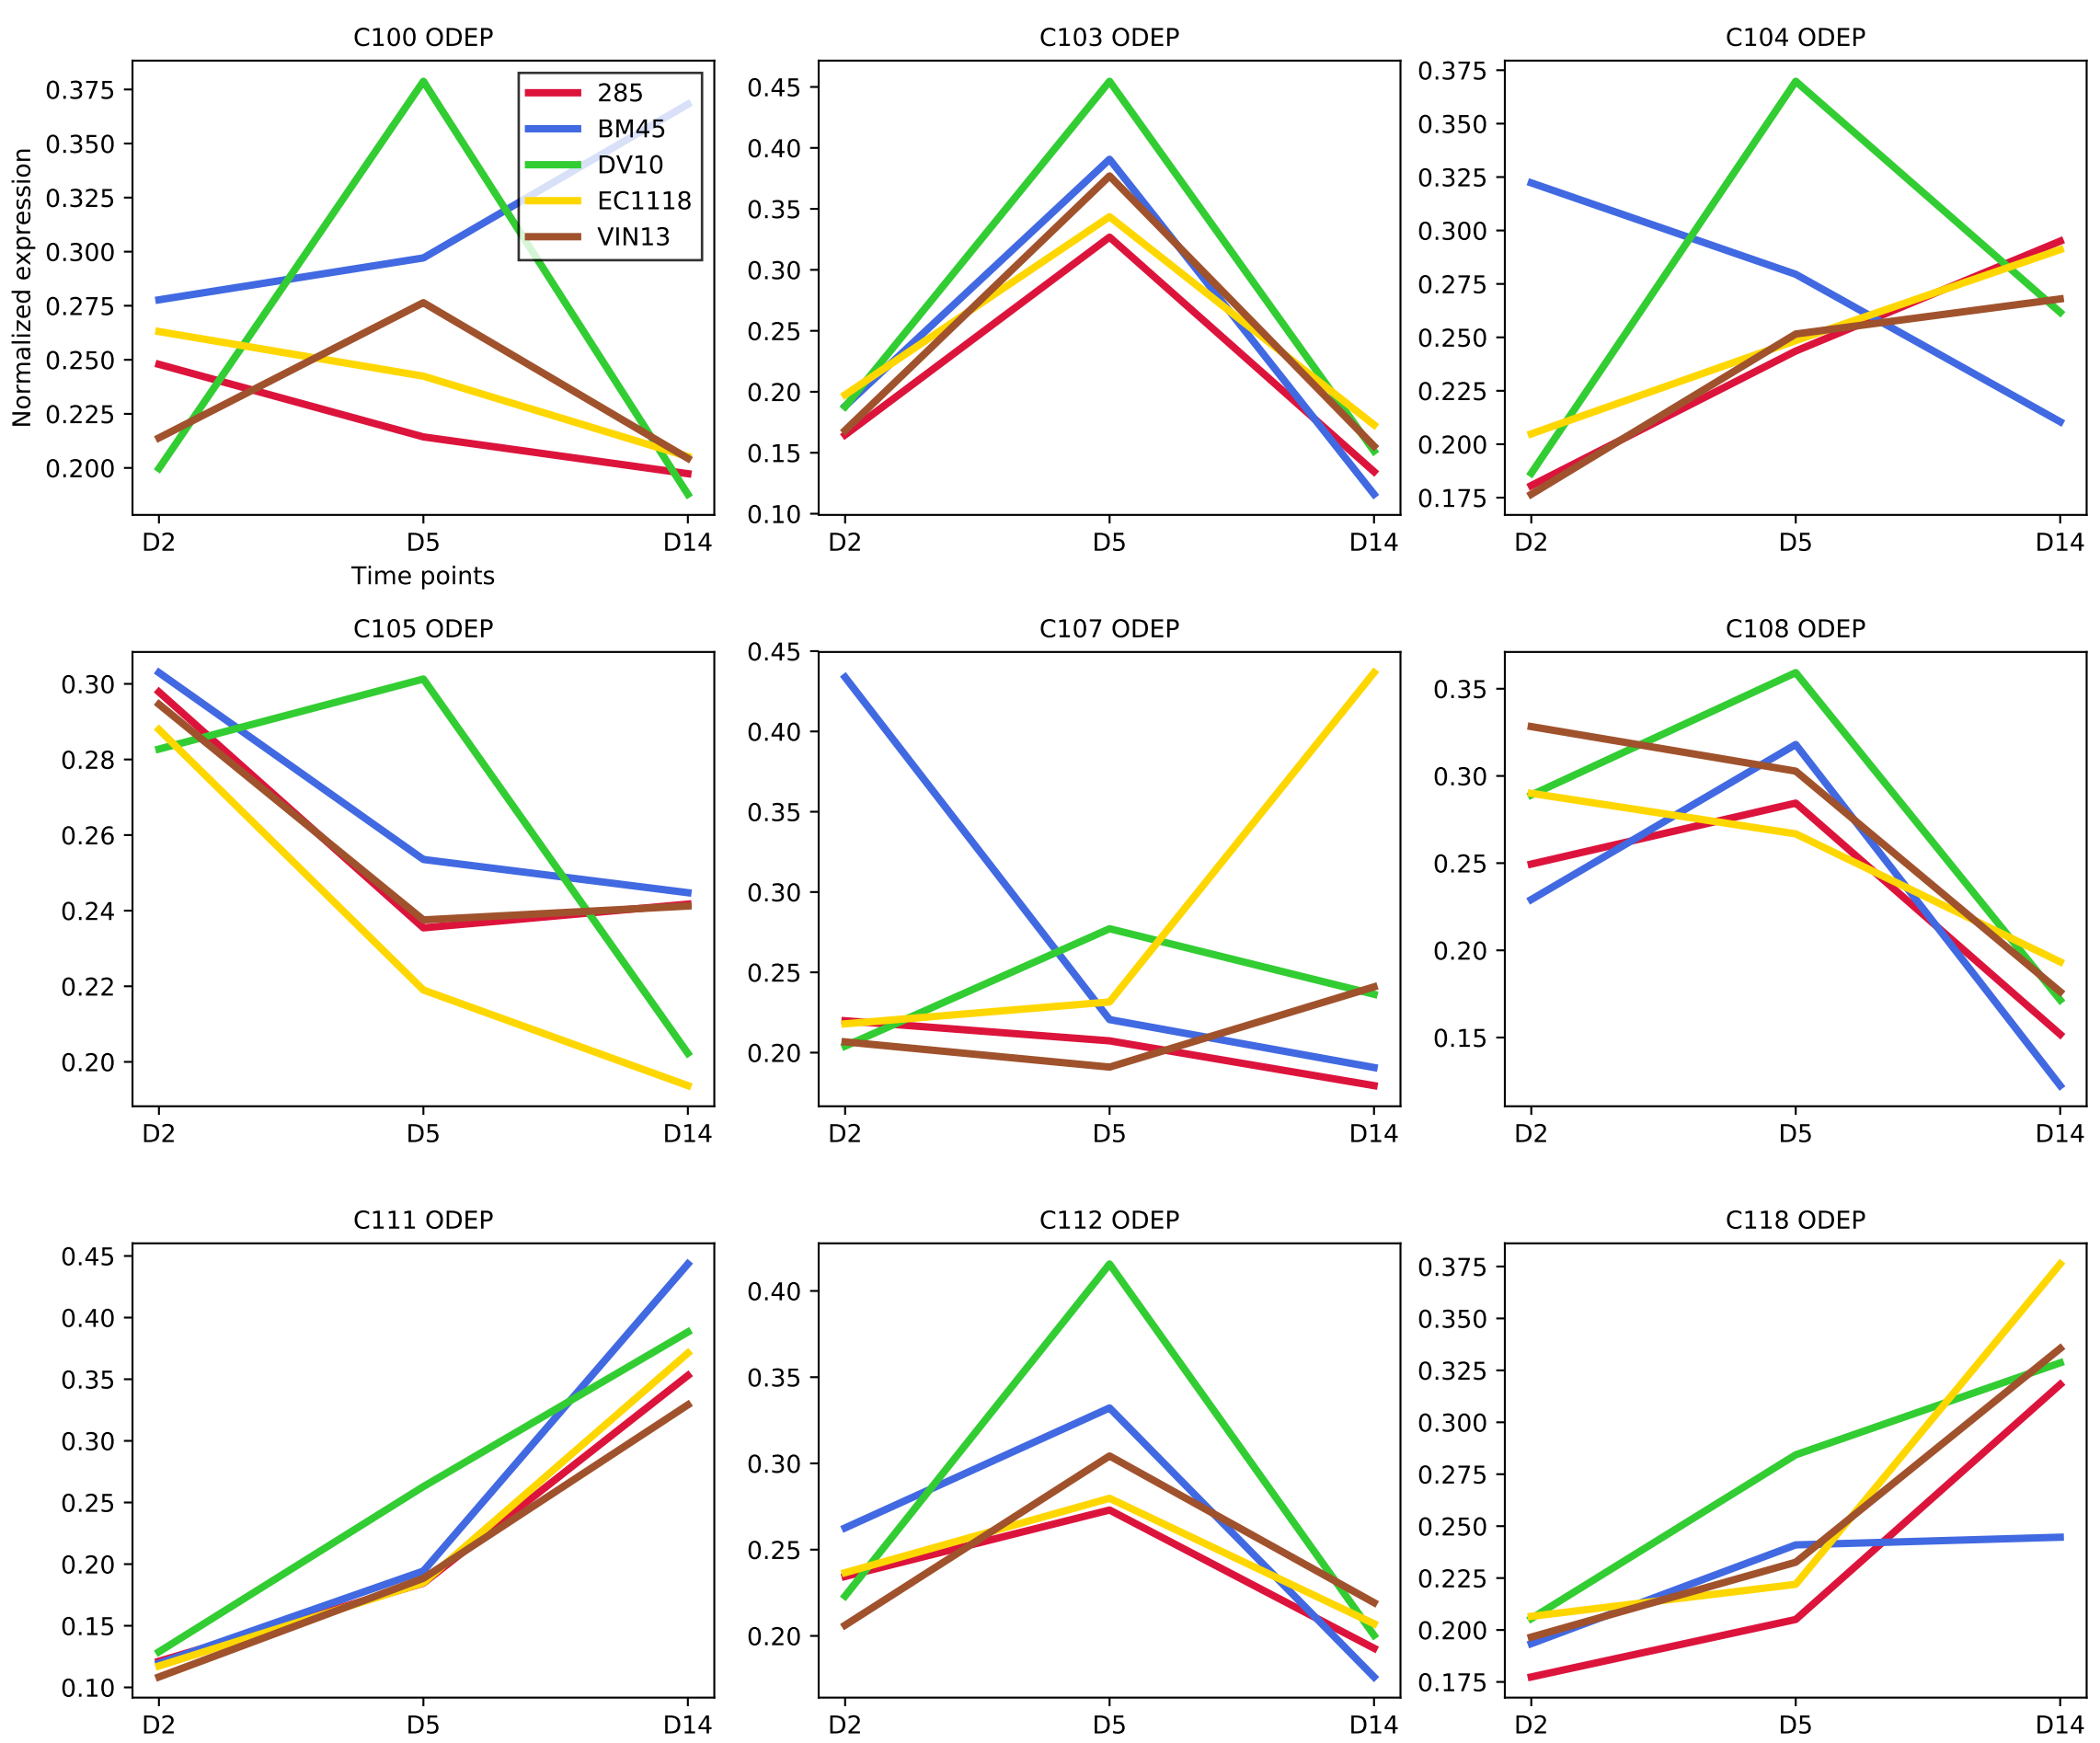 C100 ODEP
Normalized expression
0.375
0.350
0.325
0.300
0.275
0.250
0.225
0.200
285
BM45
DV10
EC1118
VIN13
D2 D5 D14
Time points
C103 ODEP
0.45
0.40
0.35
0.30
0.25
0.20
0.15
0.10
D2 D5 D14
C104 ODEP
0.375
0.350
0.325
0.300
0.275
0.250
0.225
0.200
0.175
D2 D5 D14
C105 ODEP
0.30
0.28
0.26
0.24
0.22
0.20
D2 D5 D14
C107 ODEP
0.45
0.40
0.35
0.30
0.25
0.20
D2 D5 D14
C108 ODEP
0.35
0.30
0.25
0.20
0.15
D2 D5 D14
C111 ODEP
0.45
0.40
0.35
0.30
0.25
0.20
0.15
0.10
D2 D5 D14
C112 ODEP
0.40
0.35
0.30
0.25
0.20
D2 D5 D14
C118 ODEP
0.375
0.350
0.325
0.300
0.275
0.250
0.225
0.200
0.175
D2 D5 D14